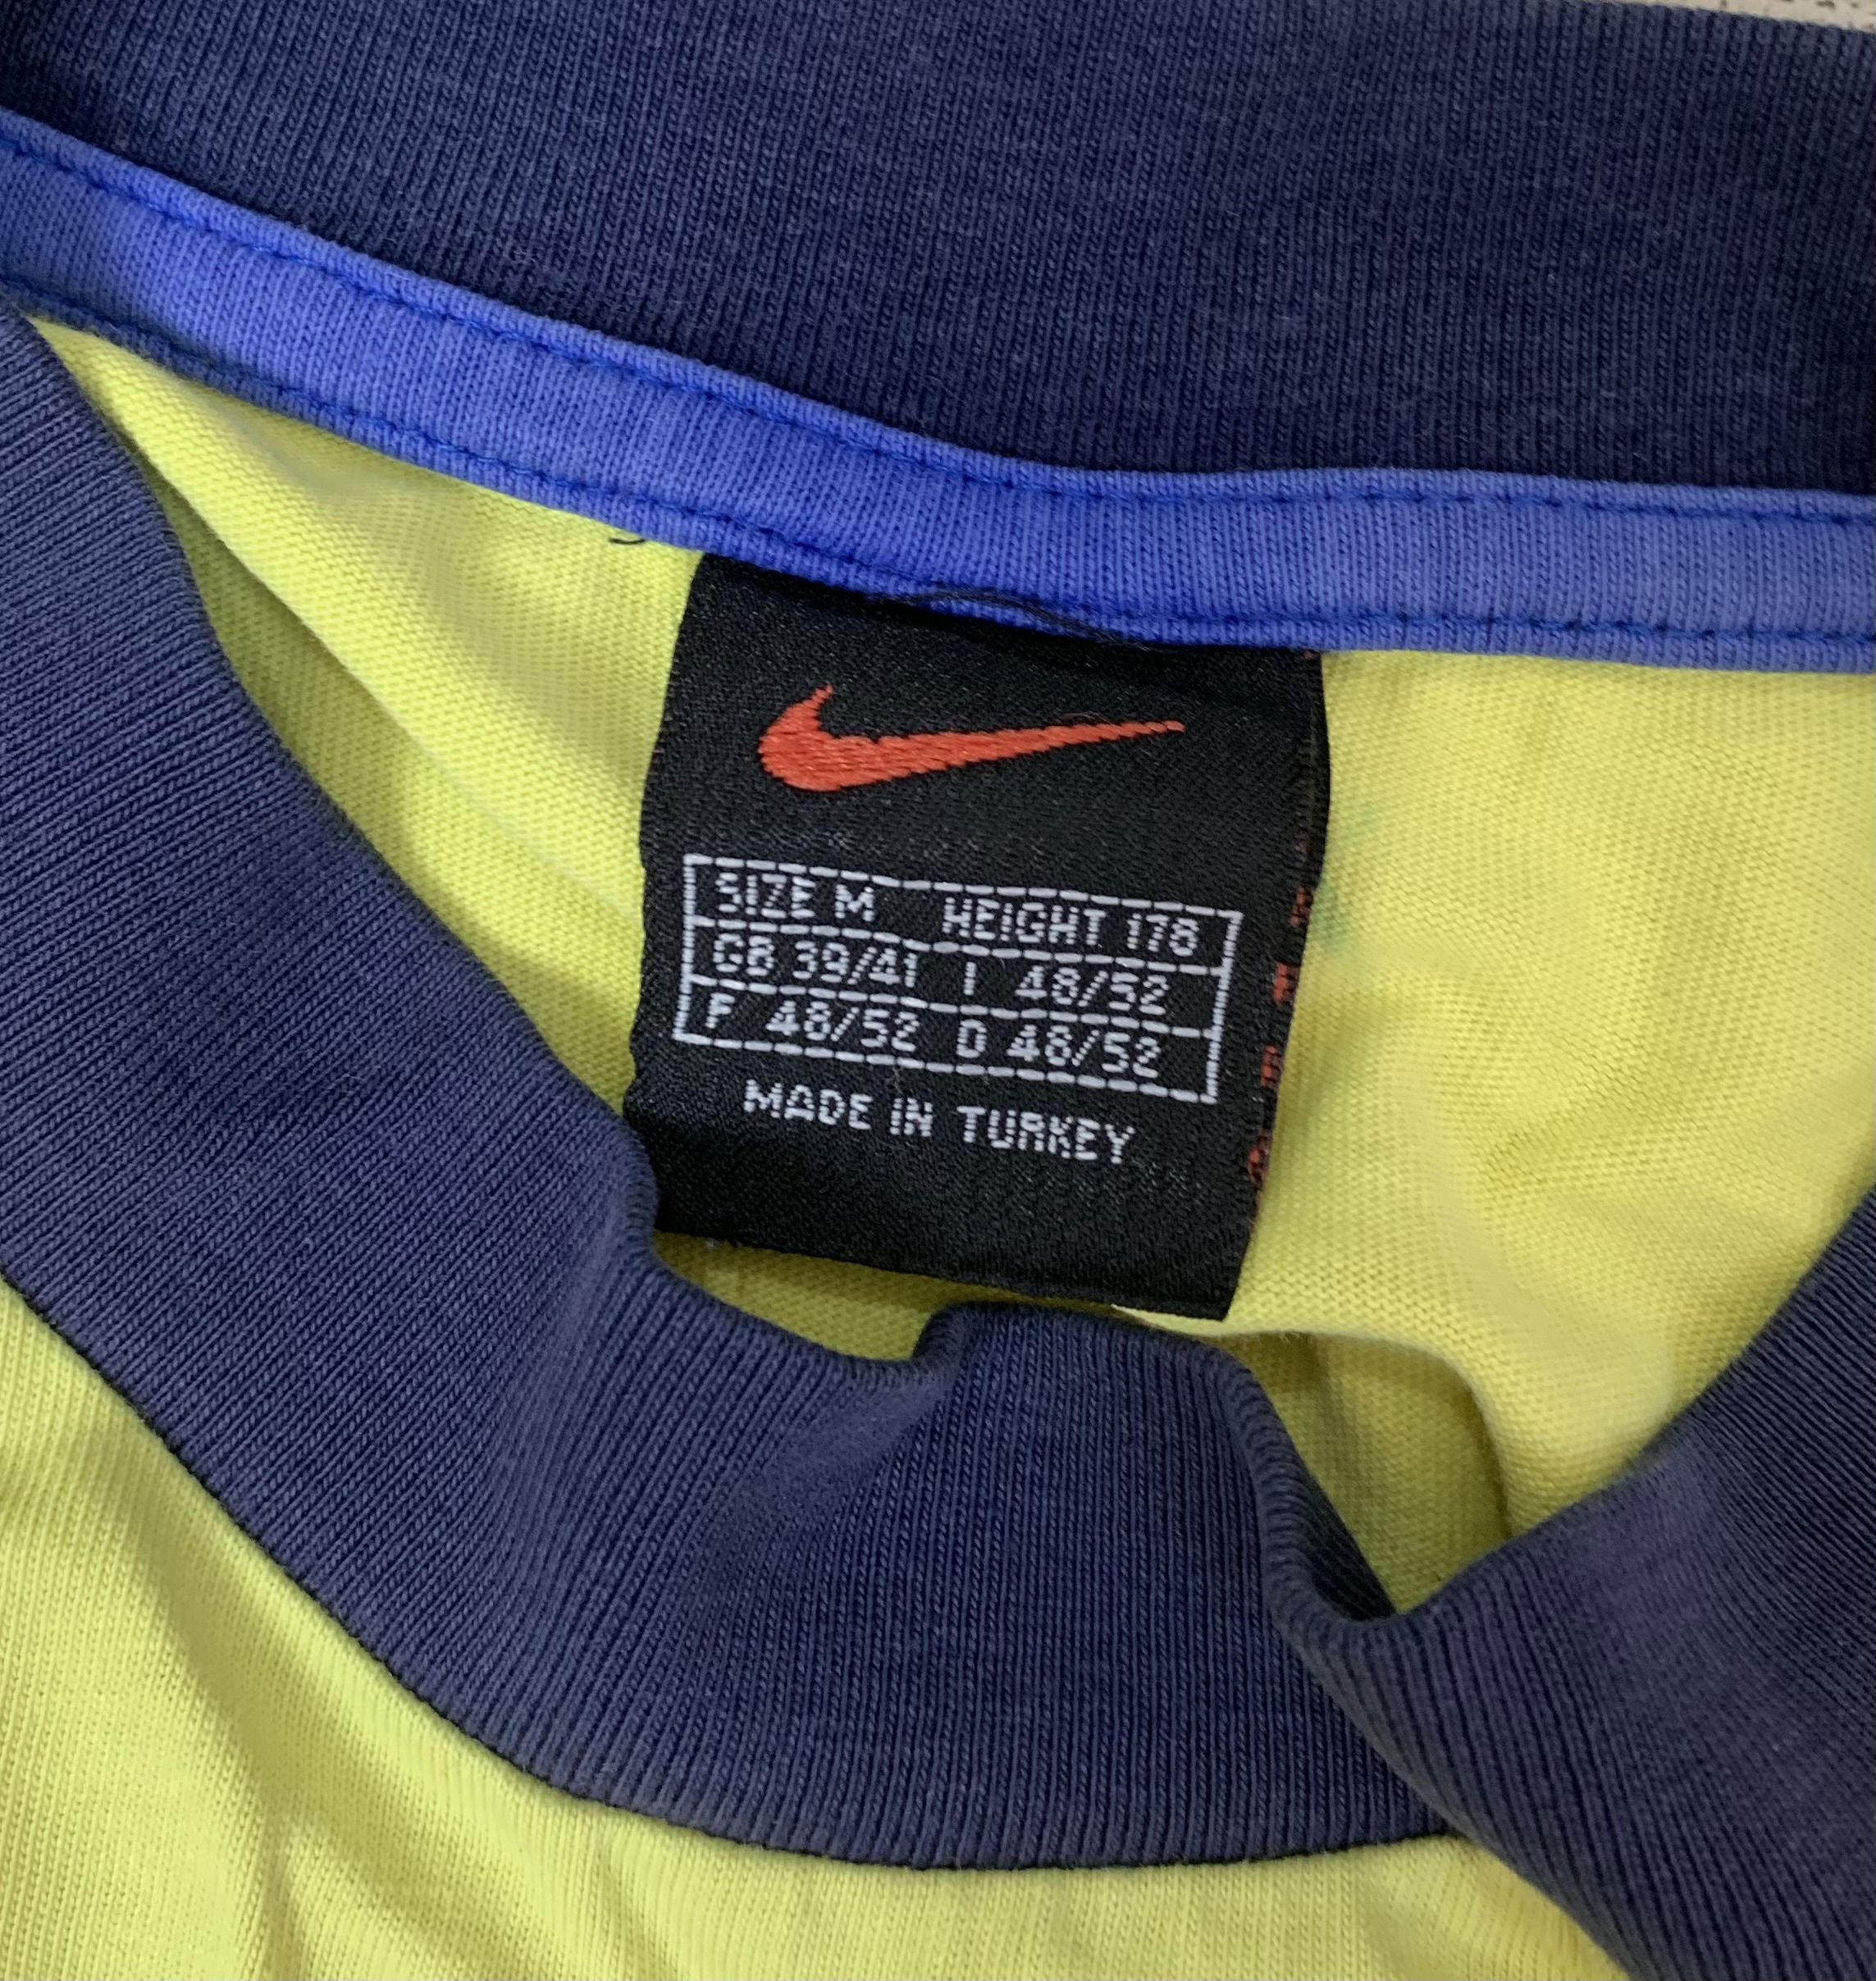 SIZE M HEIGHT 178
GB 39/41 I 48/52
F 48/52 D 48/52
MADE IN TURKEY